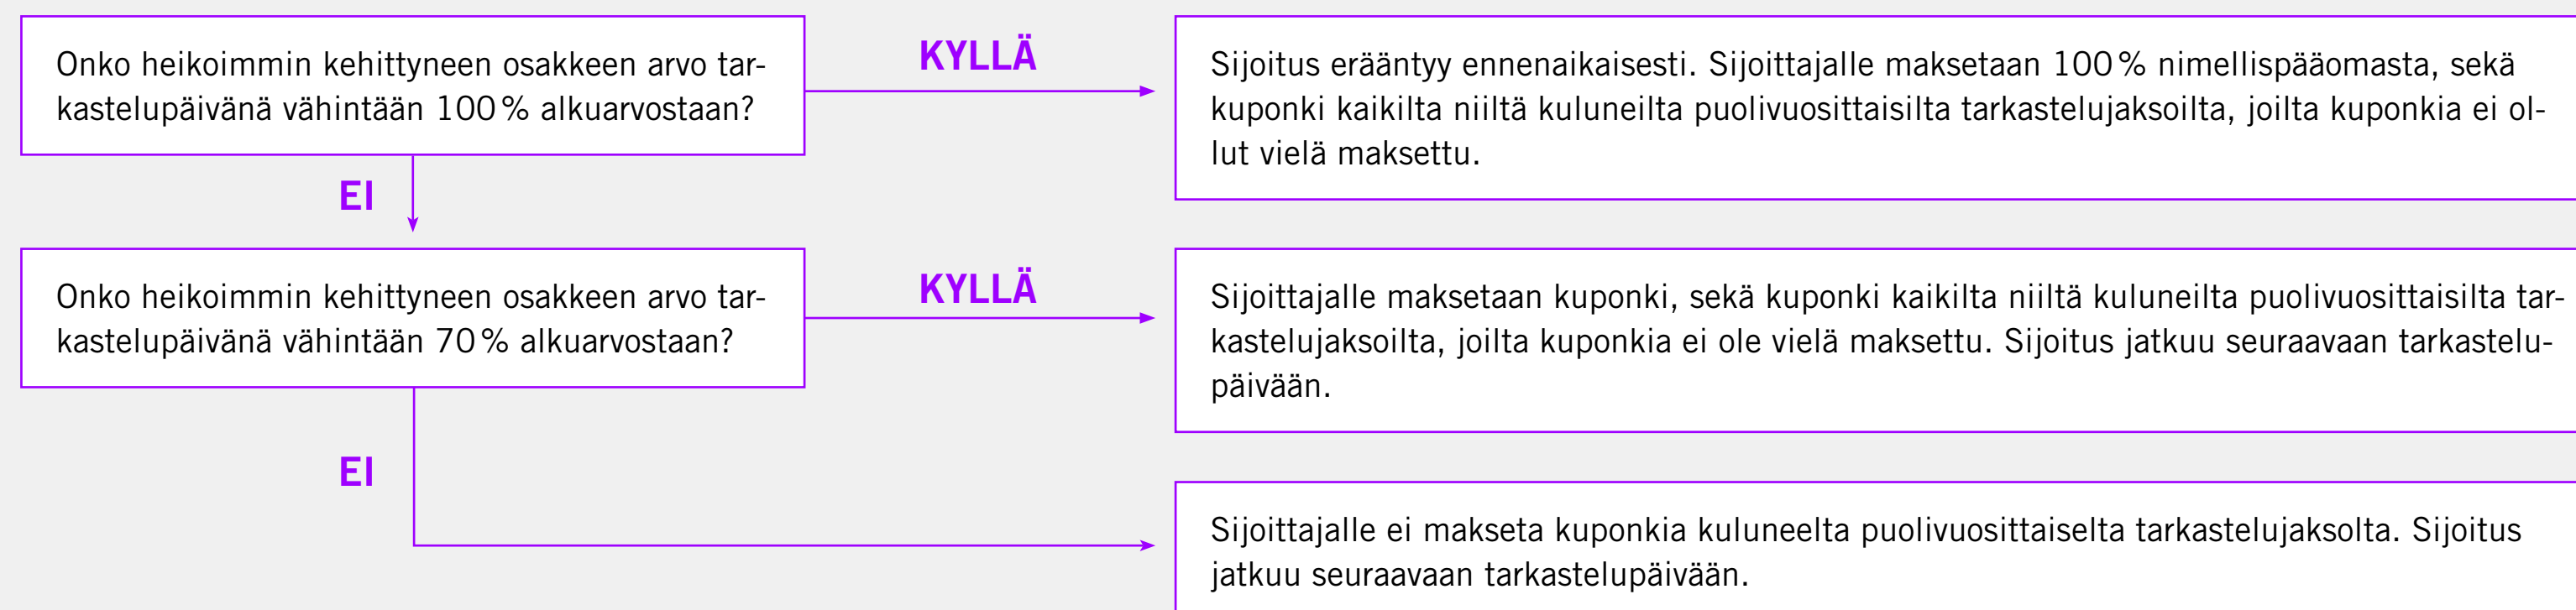 Onko heikoimmin kehittyneen osakkeen arvo tar-
kastelupäivänä vähintään 100 % alkuarvostaan?
KYLLÄ
Sijoitus erääntyy ennenaikaisesti. Sijoittajalle maksetaan 100 % nimellispääomasta, sekä
kuponki kaikilta niiltä kuluneilta puolivuosittaisilta tarkastelujaksoilta, joilta kuponkia ei ol-
lut vielä maksettu.
EI
Onko heikoimmin kehittyneen osakkeen arvo tar-
kastelupäivänä vähintään 70 % alkuarvostaan?
KYLLÄ
Sijoittajalle maksetaan kuponki, sekä kuponki kaikilta niiltä kuluneilta puolivuosittaisilta tar-
kastelujaksoilta, joilta kuponkia ei ole vielä maksettu. Sijoitus jatkuu seuraavaan tarkastelu-
päivään.
EI
Sijoittajalle ei makseta kuponkia kuluneelta puolivuosittaiselta tarkastelujaksolta. Sijoitus
jatkuu seuraavaan tarkastelupäivään.